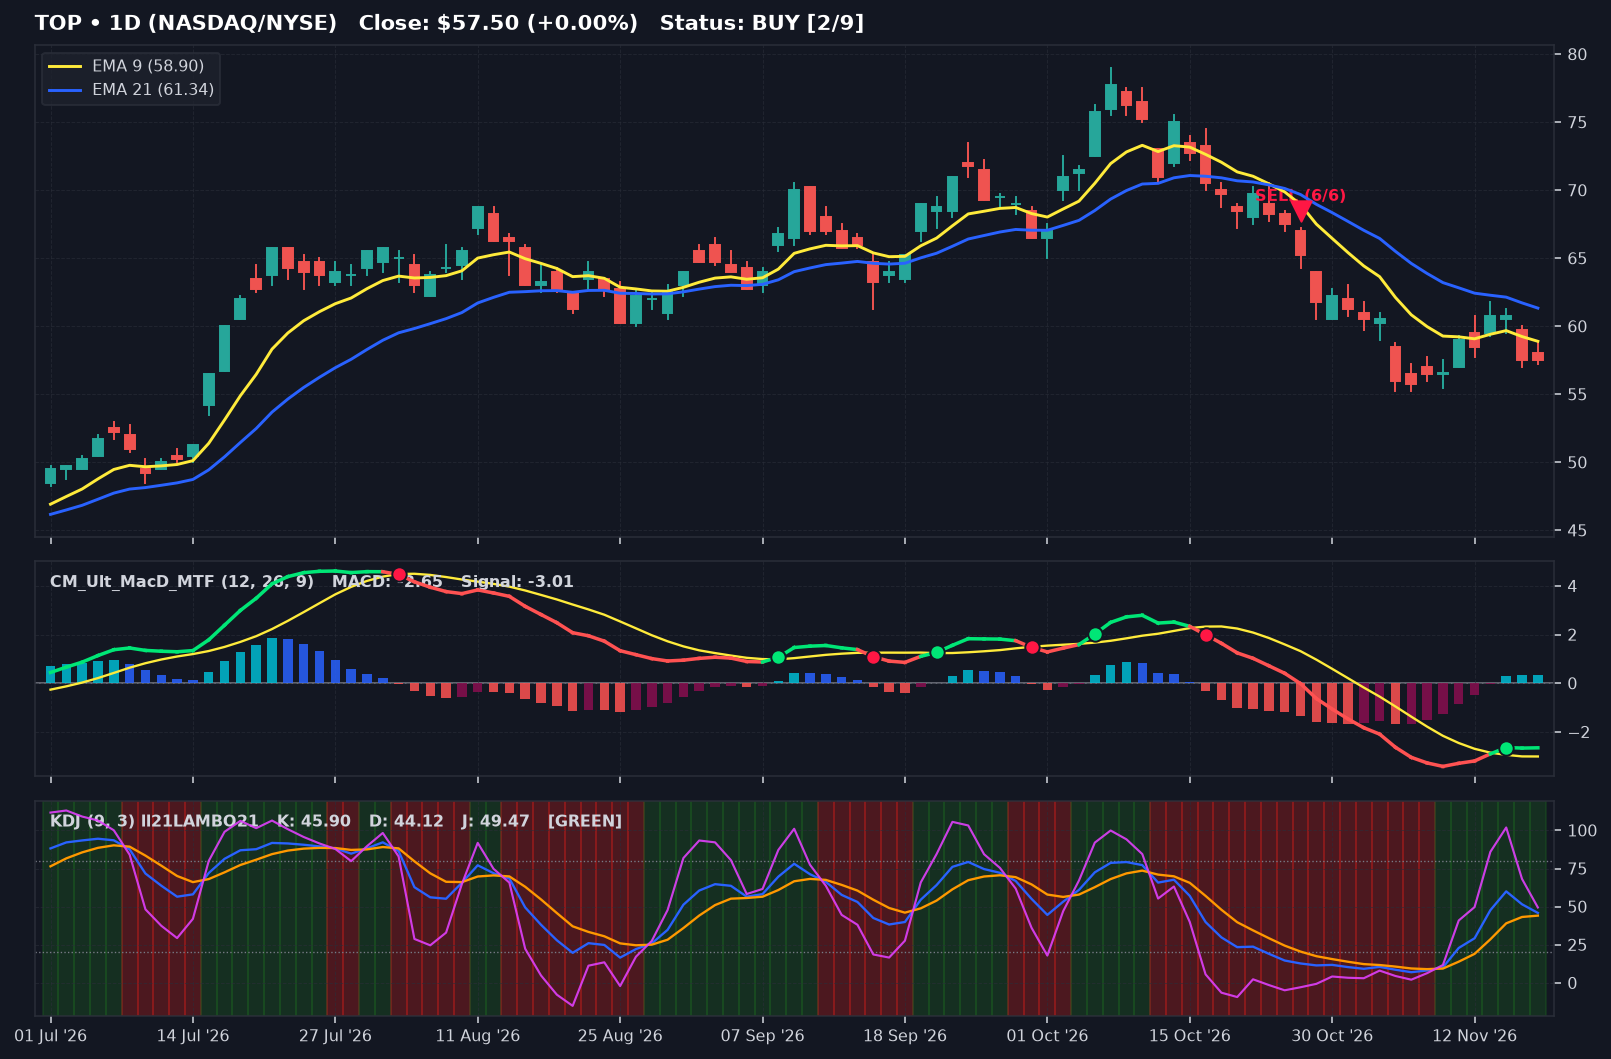 TOP • 1D (NASDAQ/NYSE)   Close: $57.50 (+0.00%)   Status: BUY [2/9]
EMA 9 (58.90)
EMA 21 (61.34)
80
75
70
65
60
55
50
45
SELL (6/6)
CM_Ult_MacD_MTF (12, 26, 9)   MACD: -2.65   Signal: -3.01
4
2
0
−2
KDJ (9, 3) II21LAMBO21   K: 45.90   D: 44.12   J: 49.47   [GREEN]
100
75
50
25
0
01 Jul '26
14 Jul '26
27 Jul '26
11 Aug '26
25 Aug '26
07 Sep '26
18 Sep '26
01 Oct '26
15 Oct '26
30 Oct '26
12 Nov '26